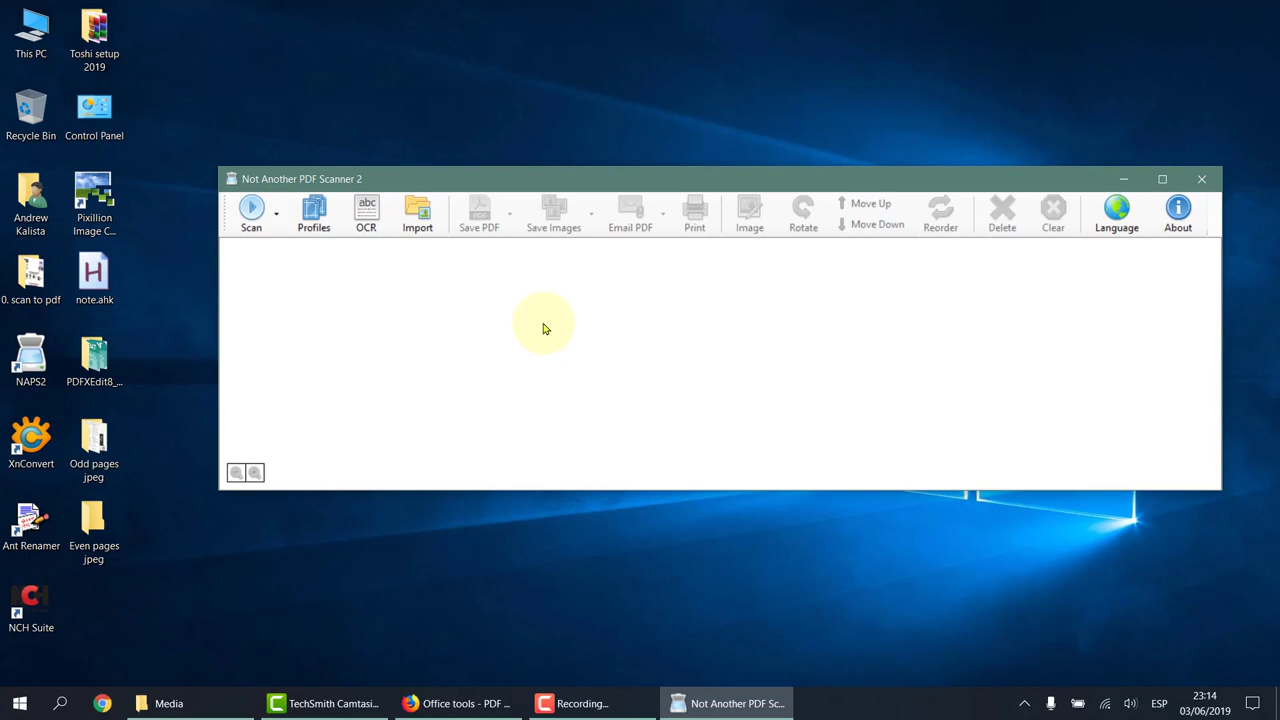 This PC
Toshi setup
2019
Recycle Bin
Control Panel
Andrew
Kalista
Pixillion
Image C...
0. scan to pdf
H
note.ahk
NAPS2
PDFXEdit8_...
XnConvert
Odd pages
jpeg
Ant Renamer
Even pages
jpeg
NCH
NCH Suite
Not Another PDF Scanner 2
Scan
Profiles
abc
OCR
Import
PDF
Save PDF
Save Images
Email PDF
Print
Image
Rotate
Move Up
Move Down
Reorder
Delete
Clear
Language
About
Media
TechSmith Camtasi...
Office tools - PDF ...
Recording...
Not Another PDF Sc...
ESP
23:14
03/06/2019